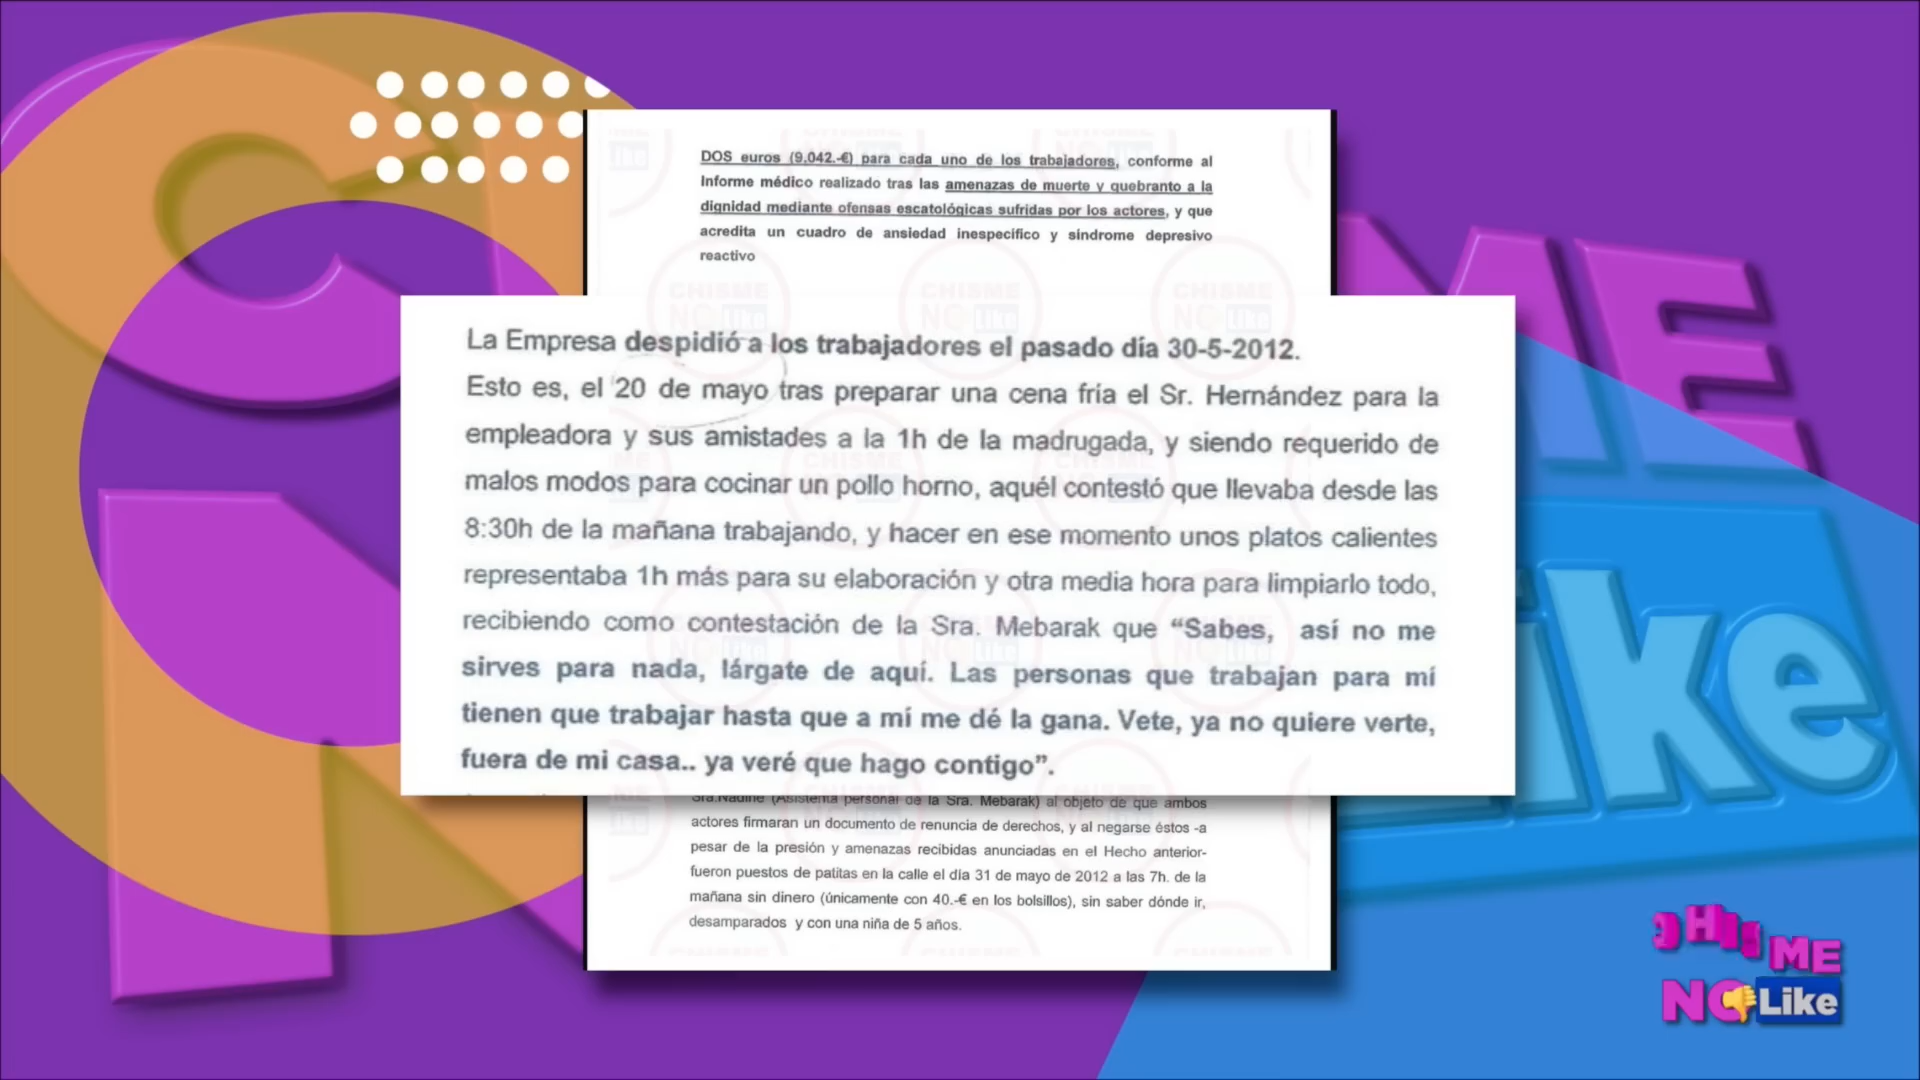 DOS euros (9.042.-€) para cada uno de los trabajadores, conforme al
Informe médico realizado tras las amenazas de muerte y quebranto a la
dignidad mediante ofensas escatológicas sufridas por los actores, y que
acredita un cuadro de ansiedad inespecífico y síndrome depresivo
reactivo
La Empresa despidió a los trabajadores el pasado día 30-5-2012.
Esto es, el 20 de mayo tras preparar una cena fría el Sr. Hernández para la
empleadora y sus amistades a la 1h de la madrugada, y siendo requerido de
malos modos para cocinar un pollo horno, aquél contestó que llevaba desde las
8:30h de la mañana trabajando, y hacer en ese momento unos platos calientes
representaba 1h más para su elaboración y otra media hora para limpiarlo todo,
recibiendo como contestación de la Sra. Mebarak que “Sabes, así no me
sirves para nada, lárgate de aquí. Las personas que trabajan para mí
tienen que trabajar hasta que a mí me dé la gana. Vete, ya no quiere verte,
fuera de mi casa.. ya veré que hago contigo”.
Sra.Nadine (Asistenta personal de la Sra. Mebarak) al objeto de que ambos
actores firmaran un documento de renuncia de derechos, y al negarse éstos -a
pesar de la presión y amenazas recibidas anunciadas en el Hecho anterior-
fueron puestos de patitas en la calle el día 31 de mayo de 2012 a las 7h. de la
mañana sin dinero (únicamente con 40.-€ en los bolsillos), sin saber dónde ir,
desamparados y con una niña de 5 años.
CHISME
NO Like